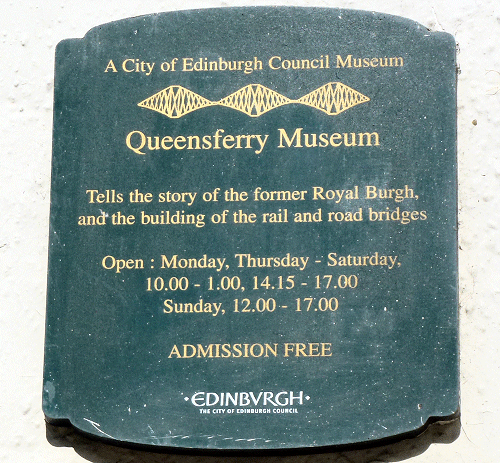 A City of Edinburgh Council Museum
Queensferry Museum
Tells the story of the former Royal Burgh,
and the building of the rail and road bridges
Open : Monday, Thursday - Saturday,
10.00 - 1.00, 14.15 - 17.00
Sunday, 12.00 - 17.00
ADMISSION FREE
·EDINBVRGH·
THE CITY OF EDINBURGH COUNCIL